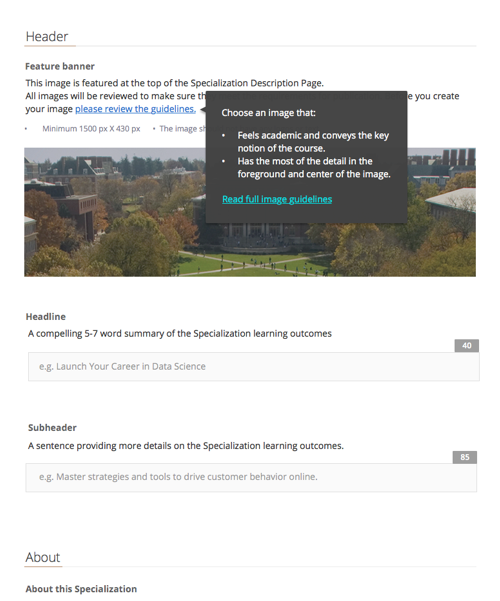 Header
Feature banner
This image is featured at the top of the Specialization Description Page.
All images will be reviewed to make sure th
e you create
your image please review the guidelines.
• Minimum 1500 px X 430 px • The image sh
Choose an image that:
• Feels academic and conveys the key
notion of the course.
• Has the most of the detail in the
foreground and center of the image.
Read full image guidelines
Headline
A compelling 5-7 word summary of the Specialization learning outcomes
40
e.g. Launch Your Career in Data Science
Subheader
A sentence providing more details on the Specialization learning outcomes.
85
e.g. Master strategies and tools to drive customer behavior online.
About
About this Specialization